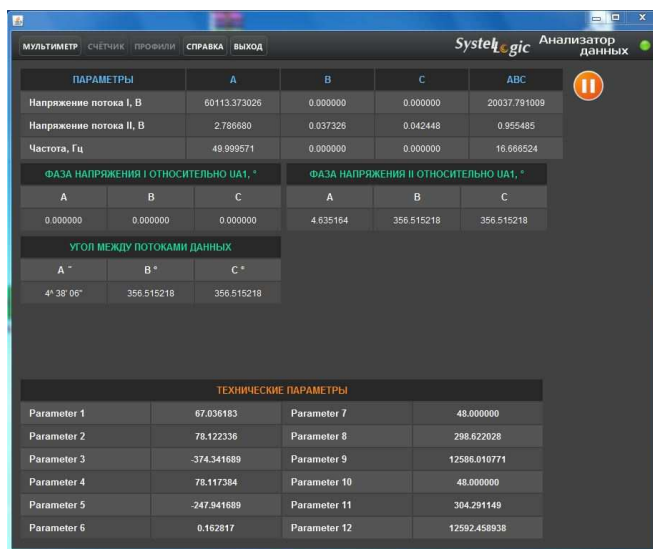 МУЛЬТИМЕТР СЧЁТЧИК ПРОФИЛИ СПРАВКА ВЫХОД SystelLogic Анализатор данных
ПАРАМЕТРЫ A B C ABC
Напряжение потока I, В 60113.373026 0.000000 0.000000 20037.791009
Напряжение потока II, В 2.786680 0.037326 0.042448 0.955485
Частота, Гц 49.999571 0.000000 0.000000 16.666524
ФАЗА НАПРЯЖЕНИЯ I ОТНОСИТЕЛЬНО UA1, ° ФАЗА НАПРЯЖЕНИЯ II ОТНОСИТЕЛЬНО UA1, °
A B C A B C
0.000000 0.000000 0.000000 4.635164 356.515218 356.515218
УГОЛ МЕЖДУ ПОТОКАМИ ДАННЫХ
A ˜ B ° C °
4^ 38' 06" 356.515218 356.515218
ТЕХНИЧЕСКИЕ ПАРАМЕТРЫ
Parameter 1 67.036183 Parameter 7 48.000000
Parameter 2 78.122336 Parameter 8 298.622028
Parameter 3 -374.341689 Parameter 9 12586.010771
Parameter 4 78.117384 Parameter 10 48.000000
Parameter 5 -247.941689 Parameter 11 304.291149
Parameter 6 0.162817 Parameter 12 12592.458938